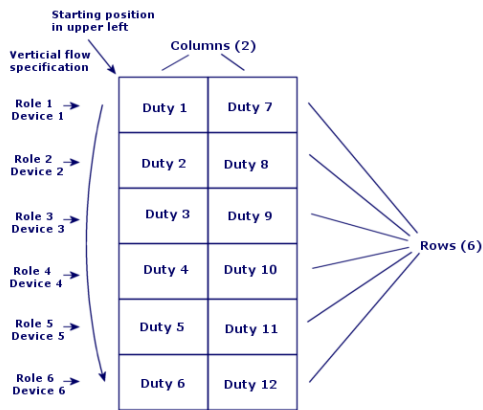 Starting position
in upper left
Columns (2)
Verticial flow
specification
Role 1
Device 1
Duty 1
Duty 7
Role 2
Device 2
Duty 2
Duty 8
Role 3
Device 3
Duty 3
Duty 9
Rows (6)
Role 4
Device 4
Duty 4
Duty 10
Role 5
Device 5
Duty 5
Duty 11
Role 6
Device 6
Duty 6
Duty 12